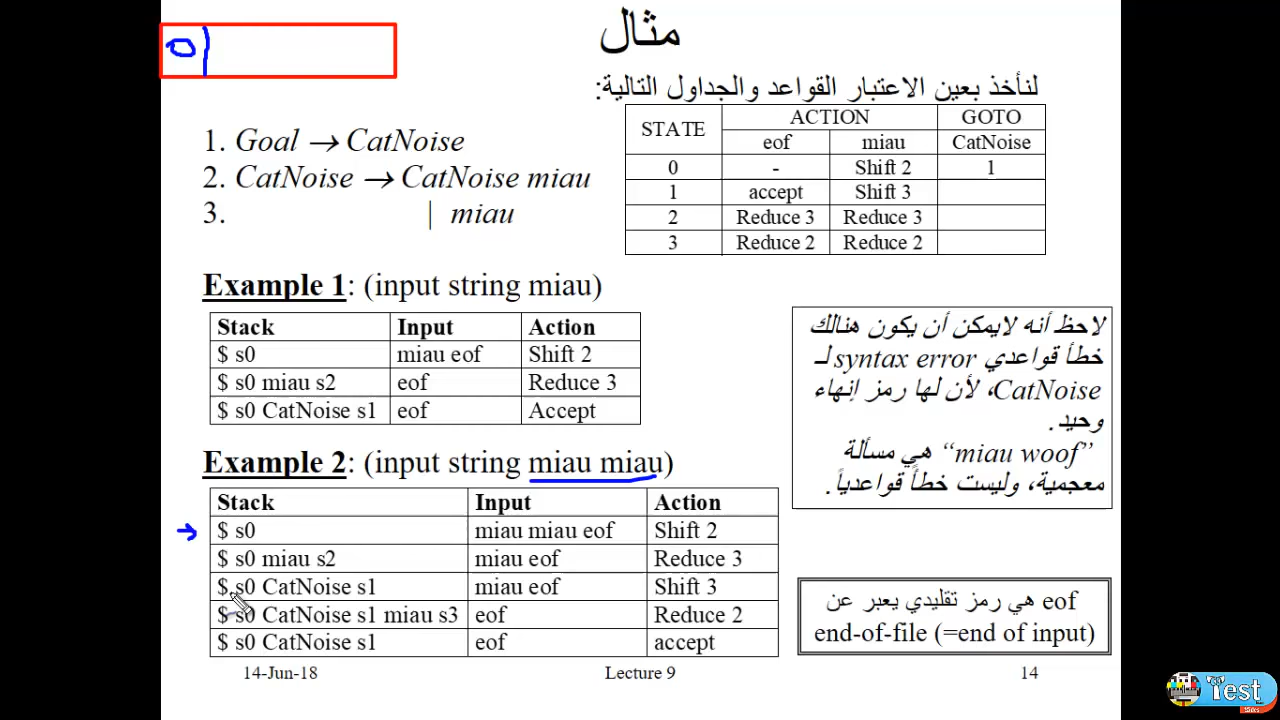 0
مثال
لنأخذ بعين الاعتبار القواعد والجداول التالية:
1. Goal → CatNoise
2. CatNoise → CatNoise miau
3. | miau
STATE ACTION GOTO
eof miau CatNoise
0 - Shift 2 1
1 accept Shift 3
2 Reduce 3 Reduce 3
3 Reduce 2 Reduce 2
Example 1: (input string miau)
Stack Input Action
$ s0 miau eof Shift 2
$ s0 miau s2 eof Reduce 3
$ s0 CatNoise s1 eof Accept
Example 2: (input string miau miau)
Stack Input Action
$ s0 miau miau eof Shift 2
$ s0 miau s2 miau eof Reduce 3
$ s0 CatNoise s1 miau eof Shift 3
$ s0 CatNoise s1 miau s3 eof Reduce 2
$ s0 CatNoise s1 eof accept
لاحظ أنه لايمكن أن يكون هنالك
خطأ قواعدي syntax error لـ
CatNoise، لأن لها رمز إنهاء
وحيد.
“miau woof” هي مسألة
معجمية، وليست خطأً قواعدياً.
eof هي رمز تقليدي يعبر عن
end-of-file (=end of input)
14-Jun-18 Lecture 9 14
Test